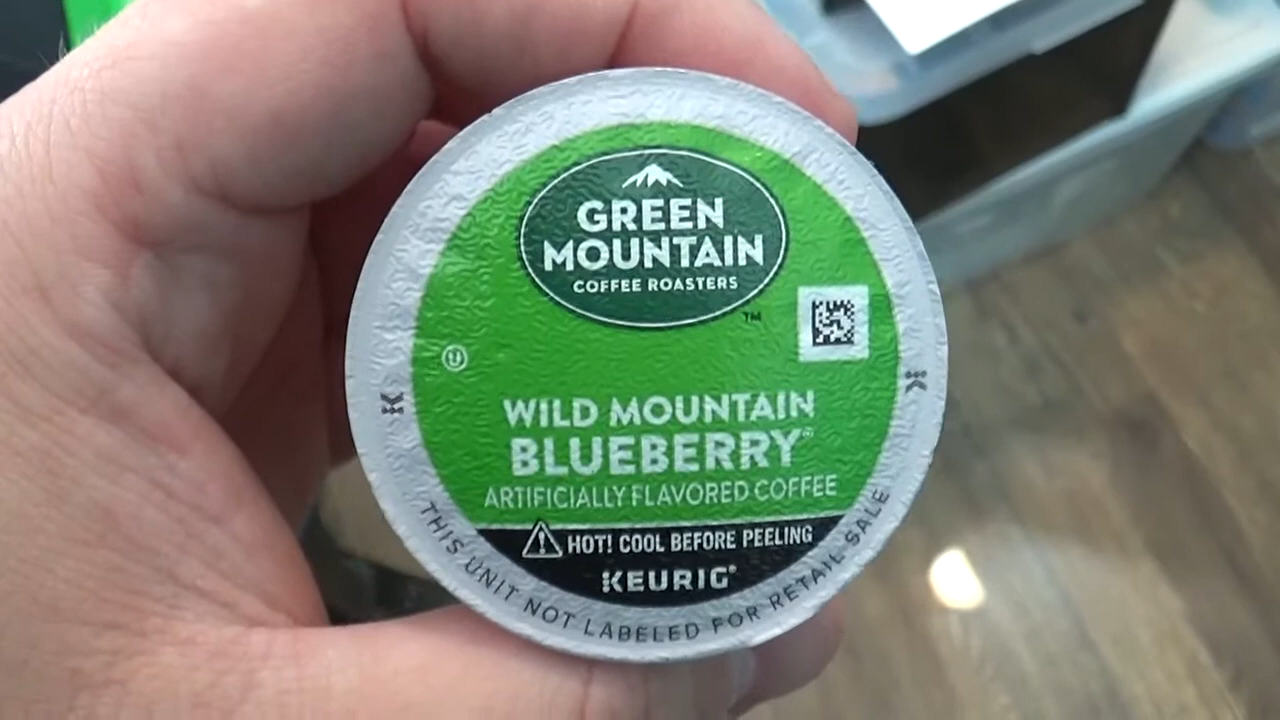 GREEN
MOUNTAIN
COFFEE ROASTERS
TM
U
WILD MOUNTAIN
BLUEBERRY®
ARTIFICIALLY FLAVORED COFFEE
HOT! COOL BEFORE PEELING
KEURIG®
K
K
THIS UNIT NOT LABELED FOR RETAIL SALE